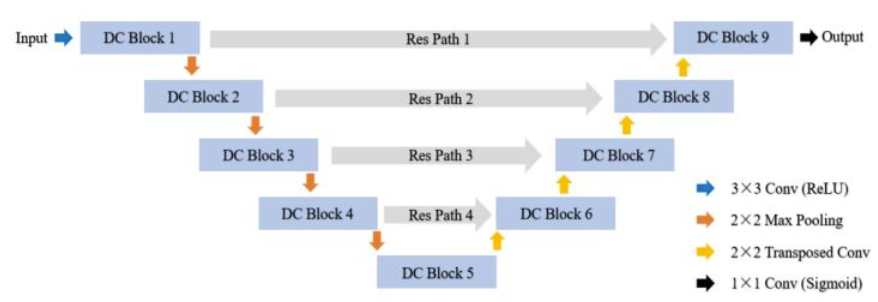 Input
DC Block 1
Res Path 1
DC Block 9
Output
DC Block 2
Res Path 2
DC Block 8
DC Block 3
Res Path 3
DC Block 7
DC Block 4
Res Path 4
DC Block 6
DC Block 5
3×3 Conv (ReLU)
2×2 Max Pooling
2×2 Transposed Conv
1×1 Conv (Sigmoid)